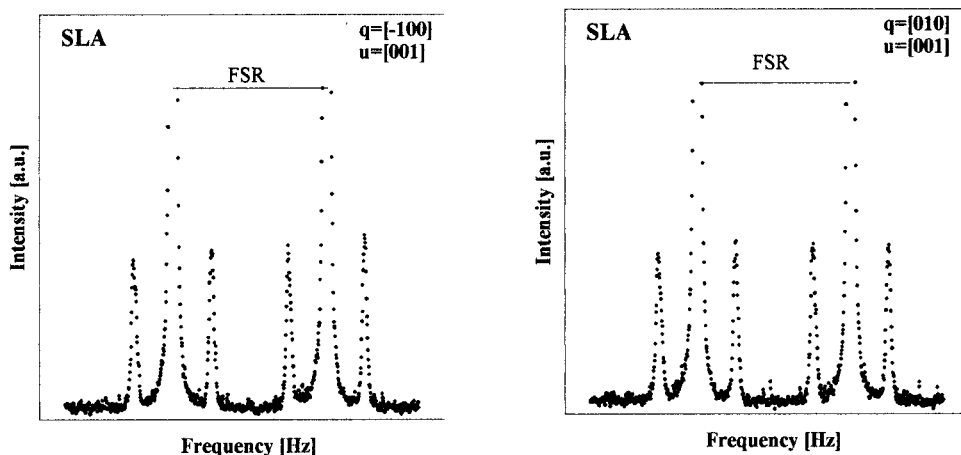 SLA
q=[-100]
u=[001]
FSR
Intensity [a.u.]
Frequency [Hz]
SLA
q=[010]
u=[001]
FSR
Intensity [a.u.]
Frequency [Hz]